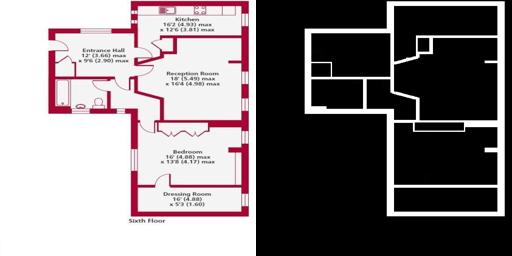 Kitchen
16'2 (4.93) max
x 12'6 (3.81) max
Entrance Hall
12' (3.66) max
x 9'6 (2.90) max
Reception Room
18' (5.49) max
x 16'4 (4.98) max
Bedroom
16' (4.88) max
x 13'8 (4.17) max
Dressing Room
16' (4.88)
x 5'3 (1.60)
Sixth Floor